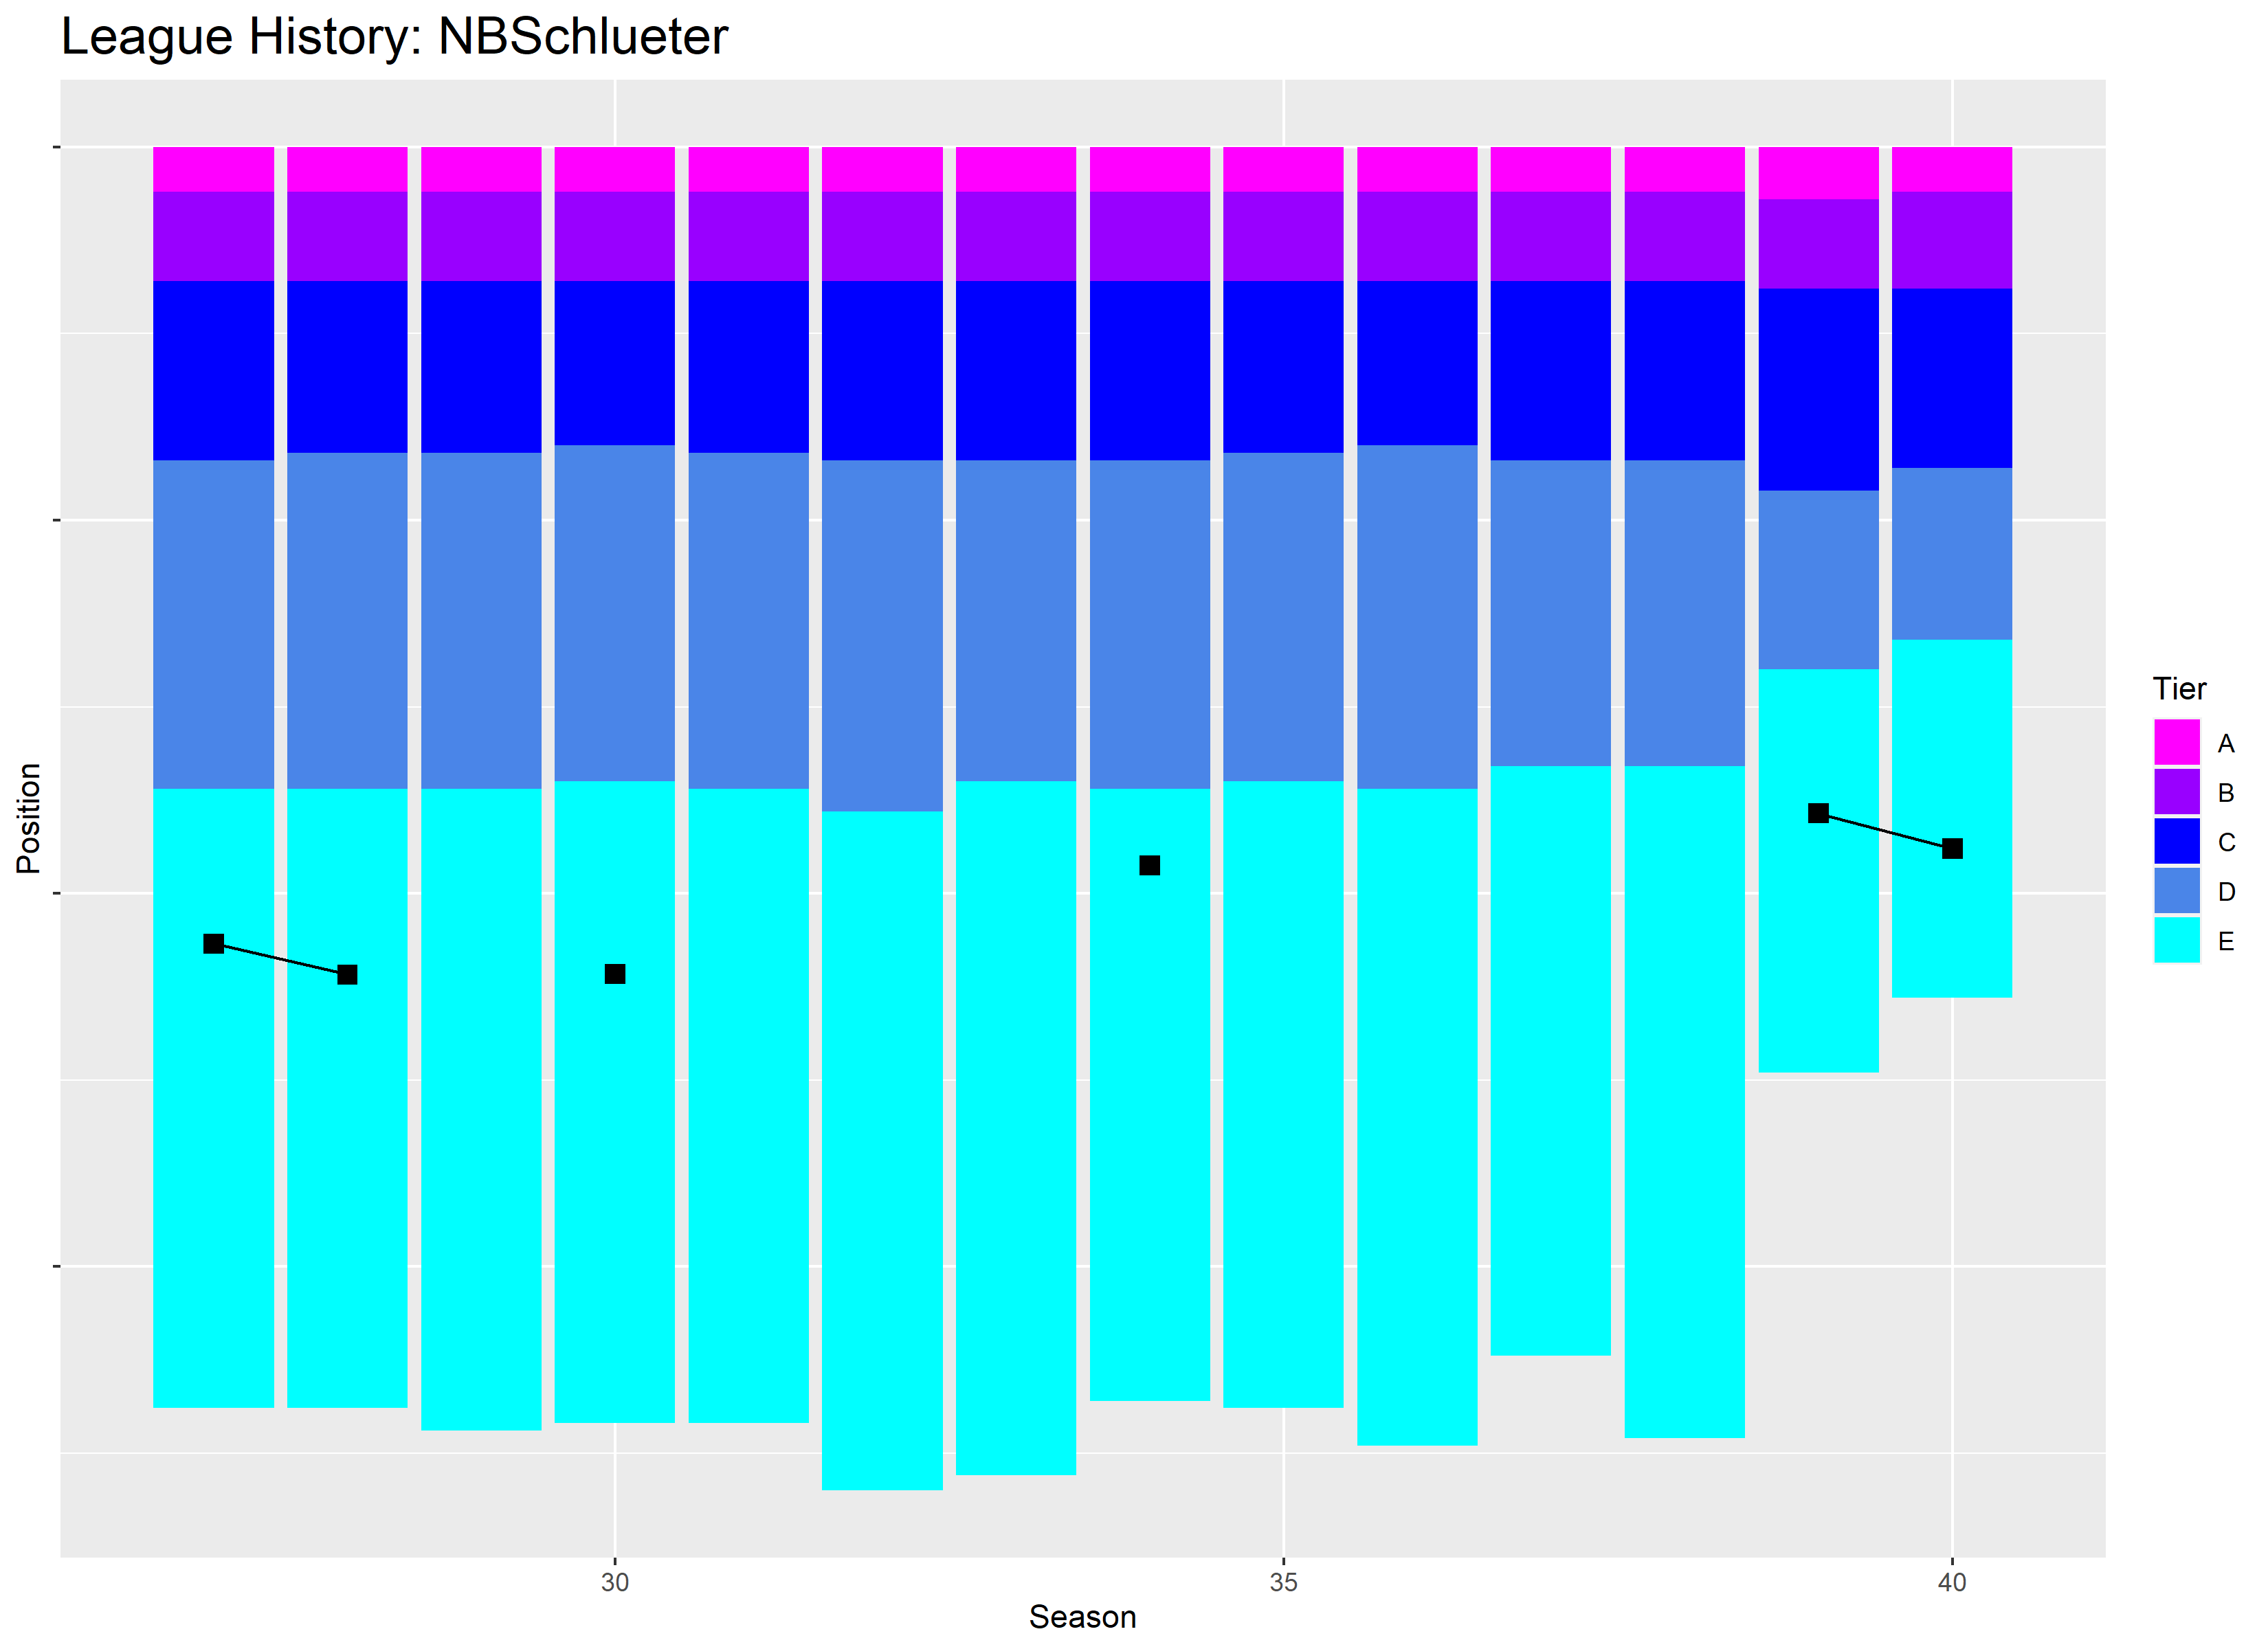 League History: NBSchlueter
Position
30
35
40
Season
Tier
A
B
C
D
E